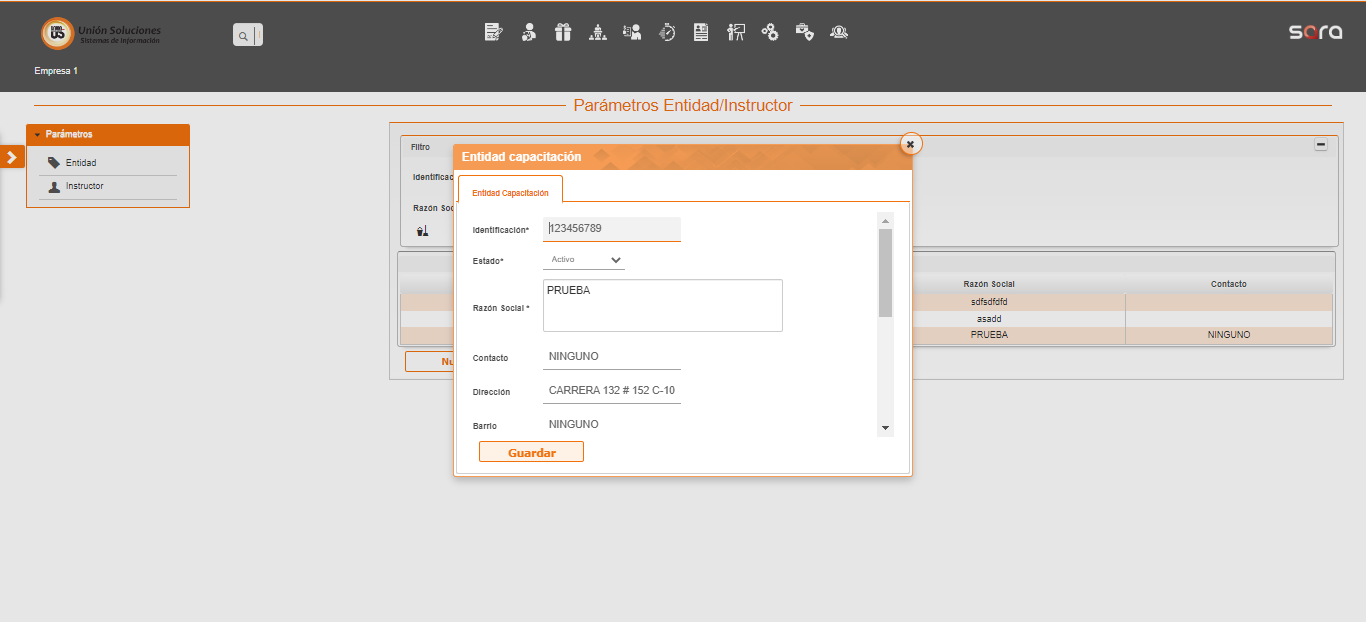 Unión Soluciones
Sistemas de Información
sora
Empresa 1
Parámetros Entidad/Instructor
Parámetros
Entidad
Instructor
Filtro
Identificac
Razón Soc
Entidad capacitación
Entidad Capacitación
Identificación* 123456789
Estado* Activo
Razón Social * PRUEBA
Contacto NINGUNO
Dirección CARRERA 132 # 152 C-10
Barrio NINGUNO
Guardar
Razón Social Contacto
sdfsdfdfd
asadd
PRUEBA NINGUNO
Nu